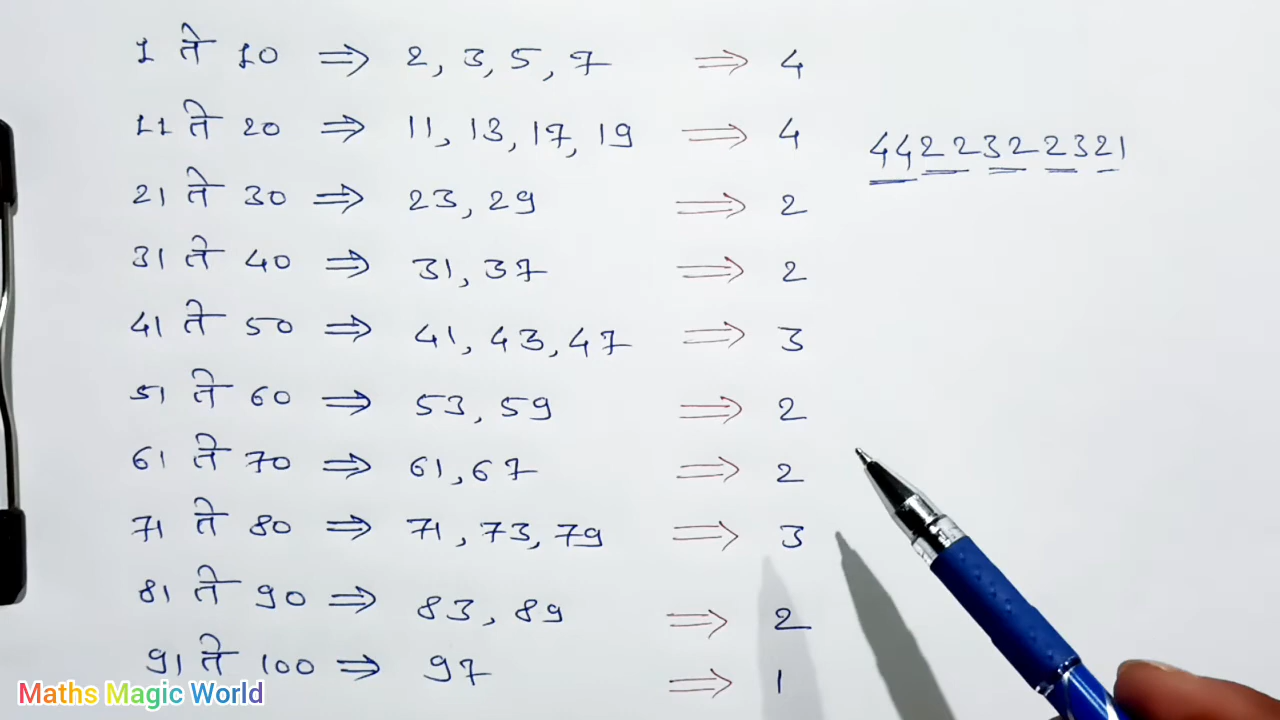 1 ते 10 ⇒ 2, 3, 5, 7 ⇒ 4
11 ते 20 ⇒ 11, 13, 17, 19 ⇒ 4
4422322321
21 ते 30 ⇒ 23, 29 ⇒ 2
31 ते 40 ⇒ 31, 37 ⇒ 2
41 ते 50 ⇒ 41, 43, 47 ⇒ 3
51 ते 60 ⇒ 53, 59 ⇒ 2
61 ते 70 ⇒ 61, 67 ⇒ 2
71 ते 80 ⇒ 71, 73, 79 ⇒ 3
81 ते 90 ⇒ 83, 89 ⇒ 2
91 ते 100 ⇒ 97 ⇒ 1
Maths Magic World